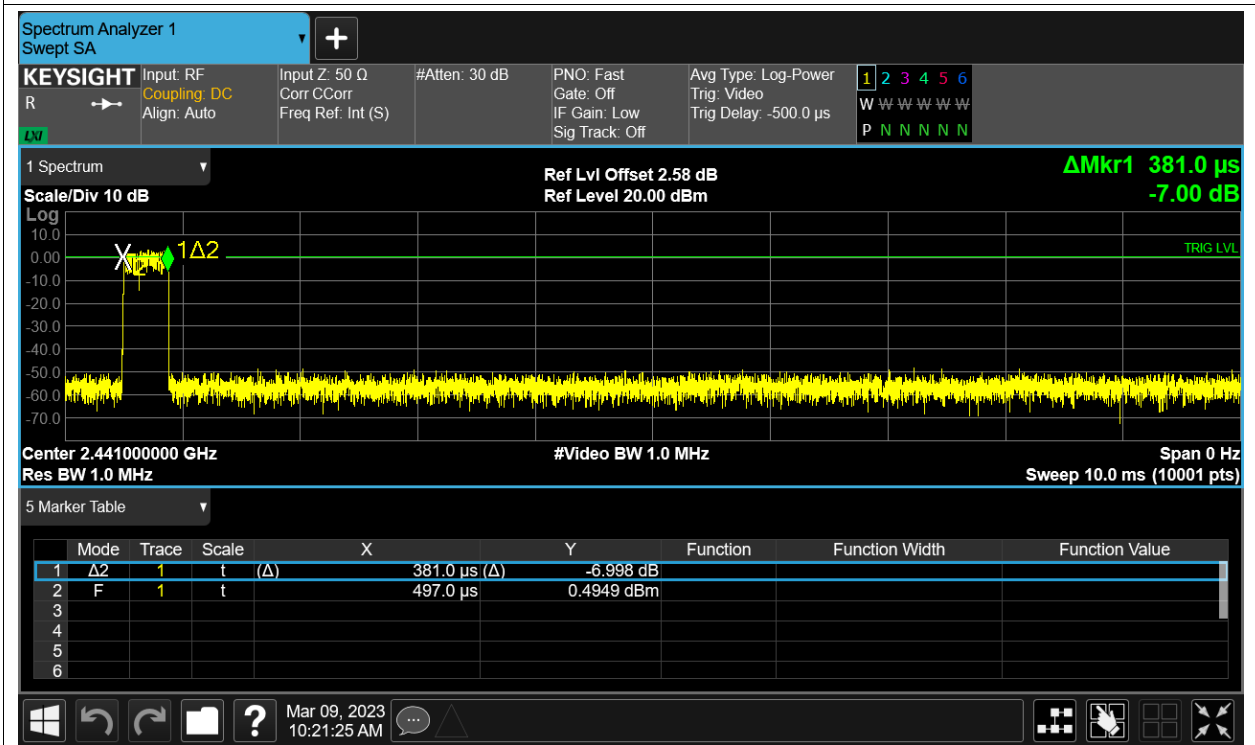 Spectrum Analyzer 1
Swept SA
KEYSIGHT Input: RF Input Z: 50 Ω #Atten: 30 dB PNO: Fast Avg Type: Log-Power 1 2 3 4 5 6
R Coupling: DC Corr CCorr Gate: Off Trig: Video W W W W W W
Align: Auto Freq Ref: Int (S) IF Gain: Low Trig Delay: -500.0 µs
LXI Sig Track: Off P N N N N N
1 Spectrum Ref Lvl Offset 2.58 dB ΔMkr1 381.0 µs
Scale/Div 10 dB Ref Level 20.00 dBm -7.00 dB
Log
10.0
1Δ2 TRIG LVL
0.00
2
-10.0
-20.0
-30.0
-40.0
-50.0
-60.0
-70.0
Center 2.441000000 GHz #Video BW 1.0 MHz Span 0 Hz
Res BW 1.0 MHz Sweep 10.0 ms (10001 pts)
5 Marker Table
Mode Trace Scale X Y Function Function Width Function Value
1 Δ2 1 t (Δ) 381.0 µs (Δ) -6.998 dB
2 F 1 t 497.0 µs 0.4949 dBm
3
4
5
6
? Mar 09, 2023
10:21:25 AM